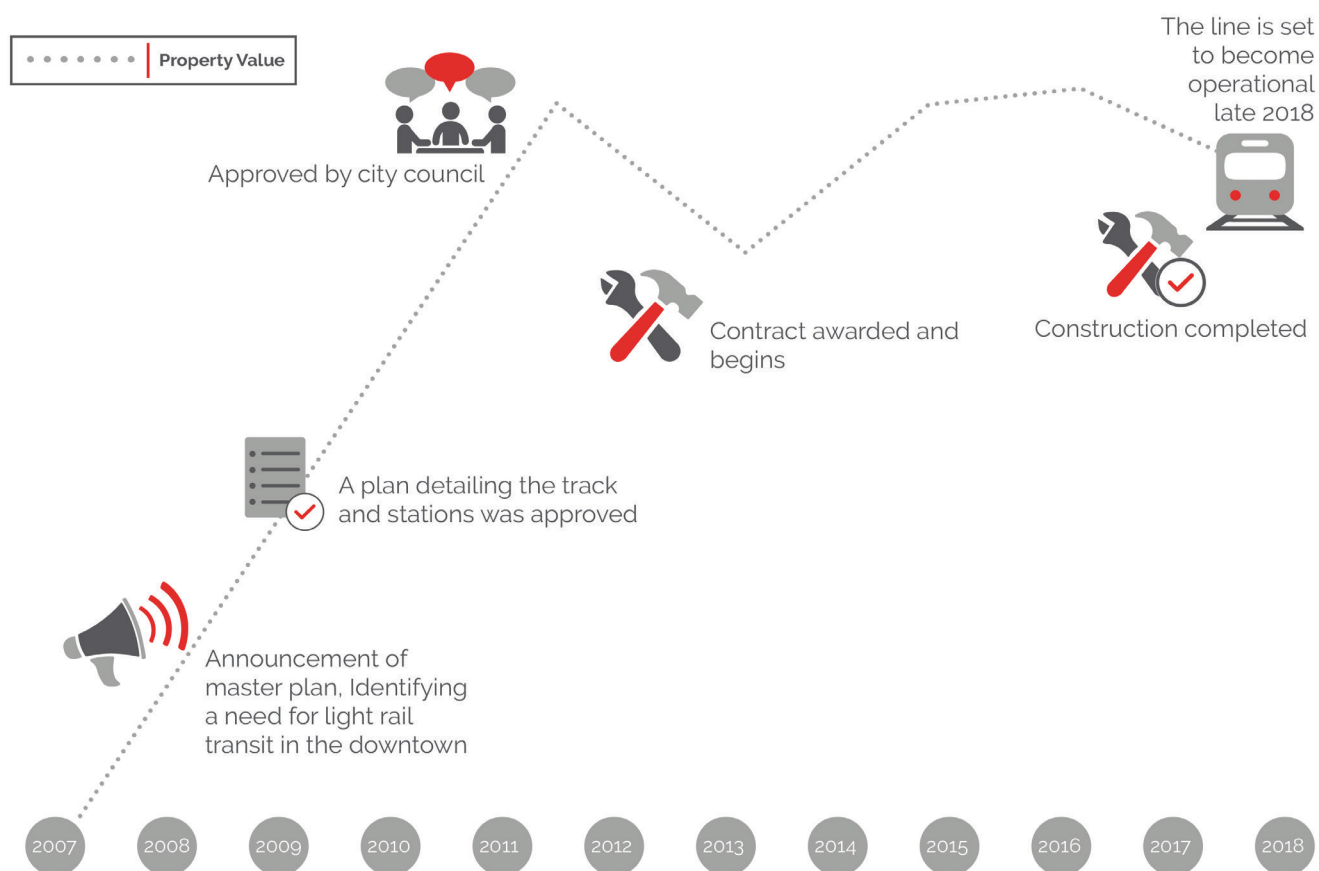 Property Value
The line is set
to become
operational
late 2018
Approved by city council
Contract awarded and
begins
Construction completed
A plan detailing the track
and stations was approved
Announcement of
master plan, Identifying
a need for light rail
transit in the downtown
2007 2008 2009 2010 2011 2012 2013 2014 2015 2016 2017 2018